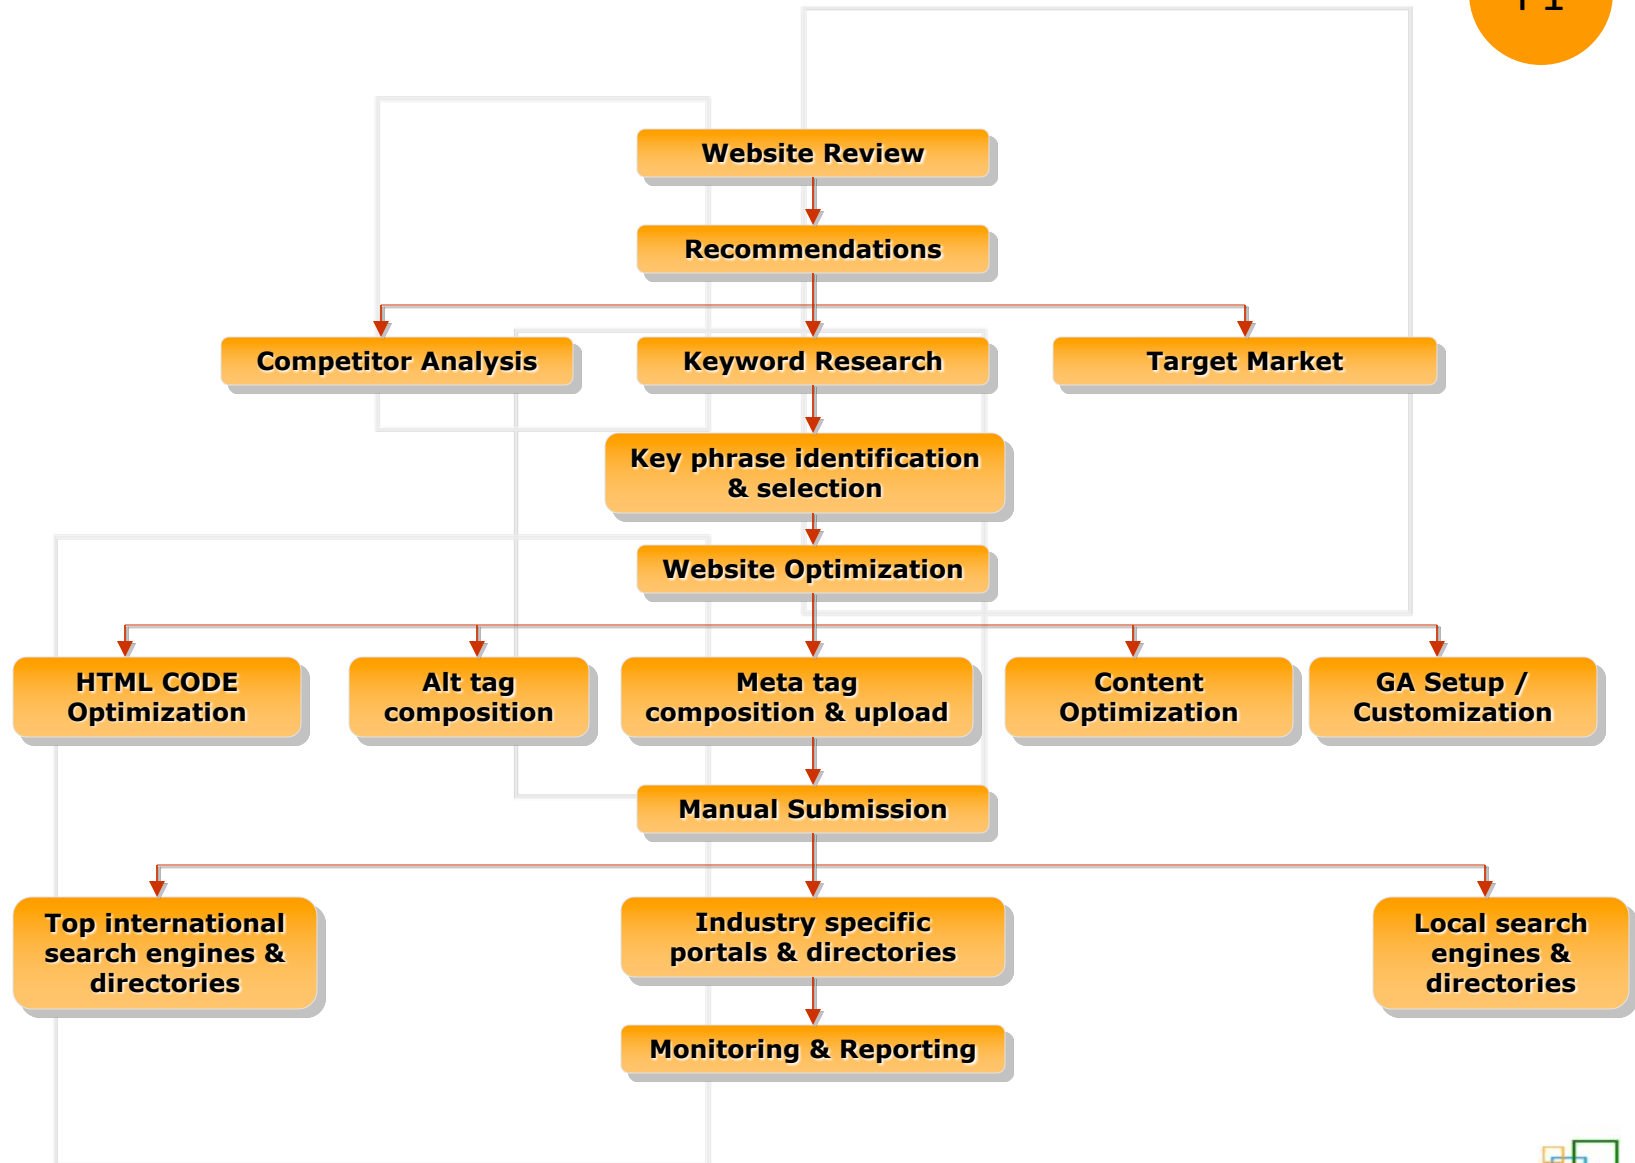 Website Review
Recommendations
Competitor Analysis
Keyword Research
Target Market
Key phrase identification
& selection
Website Optimization
HTML CODE
Optimization
Alt tag
composition
Meta tag
composition & upload
Content
Optimization
GA Setup /
Customization
Manual Submission
Top international
search engines &
directories
Industry specific
portals & directories
Local search
engines &
directories
Monitoring & Reporting